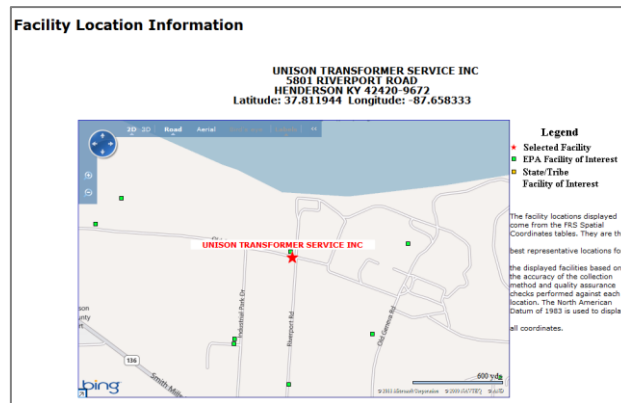 Facility Location Information
UNISON TRANSFORMER SERVICE INC
5801 RIVERPORT ROAD
HENDERSON KY 42420-9672
Latitude: 37.811944 Longitude: -87.658333
2D 3D Road Aerial
Legend
Selected Facility
EPA Facility of Interest
State/Tribe
Facility of Interest
The facility locations displayed
come from the FRS Spatial
Coordinates tables. They are th
best representative locations fo
the displayed facilities based on
the accuracy of the collection
method and quality assurance
checks performed against each
location. The North American
Datum of 1983 is used to displa
all coordinates.
UNISON TRANSFORMER SERVICE INC
Industrial Park Dr
Riverport Rd
Old Geneva Rd
son
unty
136
Smith Mill
bing
600 yds